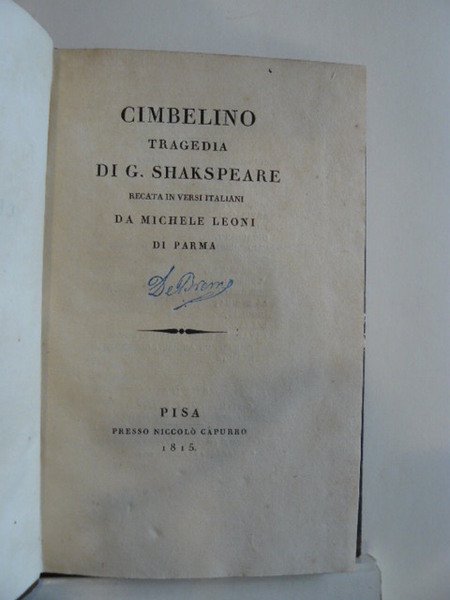 CIMBELINO
TRAGEDIA
DI G. SHAKSPEARE
RECATA IN VERSI ITALIANI
DA MICHELE LEONI
DI PARMA
PISA
PRESSO NICCOLÒ CAPURRO
1815.